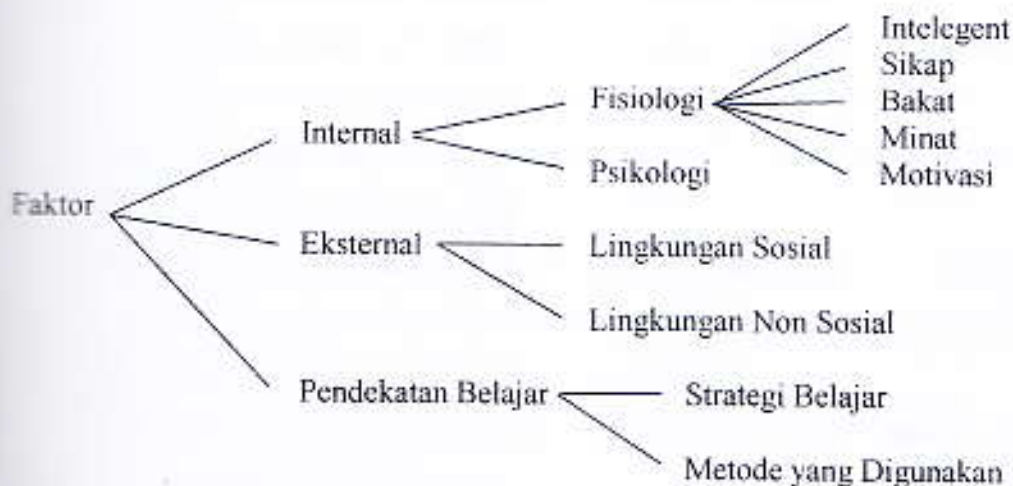 Intelegent
Sikap
Fisiologi
Bakat
Internal
Minat
Psikologi
Motivasi
Faktor
Eksternal
Lingkungan Sosial
Lingkungan Non Sosial
Pendekatan Belajar
Strategi Belajar
Metode yang Digunakan